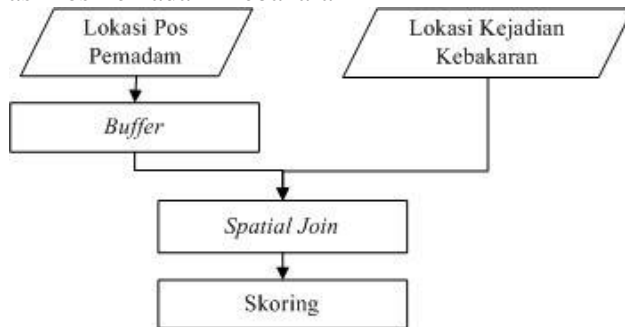 Lokasi Pos
Pemadam
Lokasi Kejadian
Kebakaran
Buffer
Spatial Join
Skoring